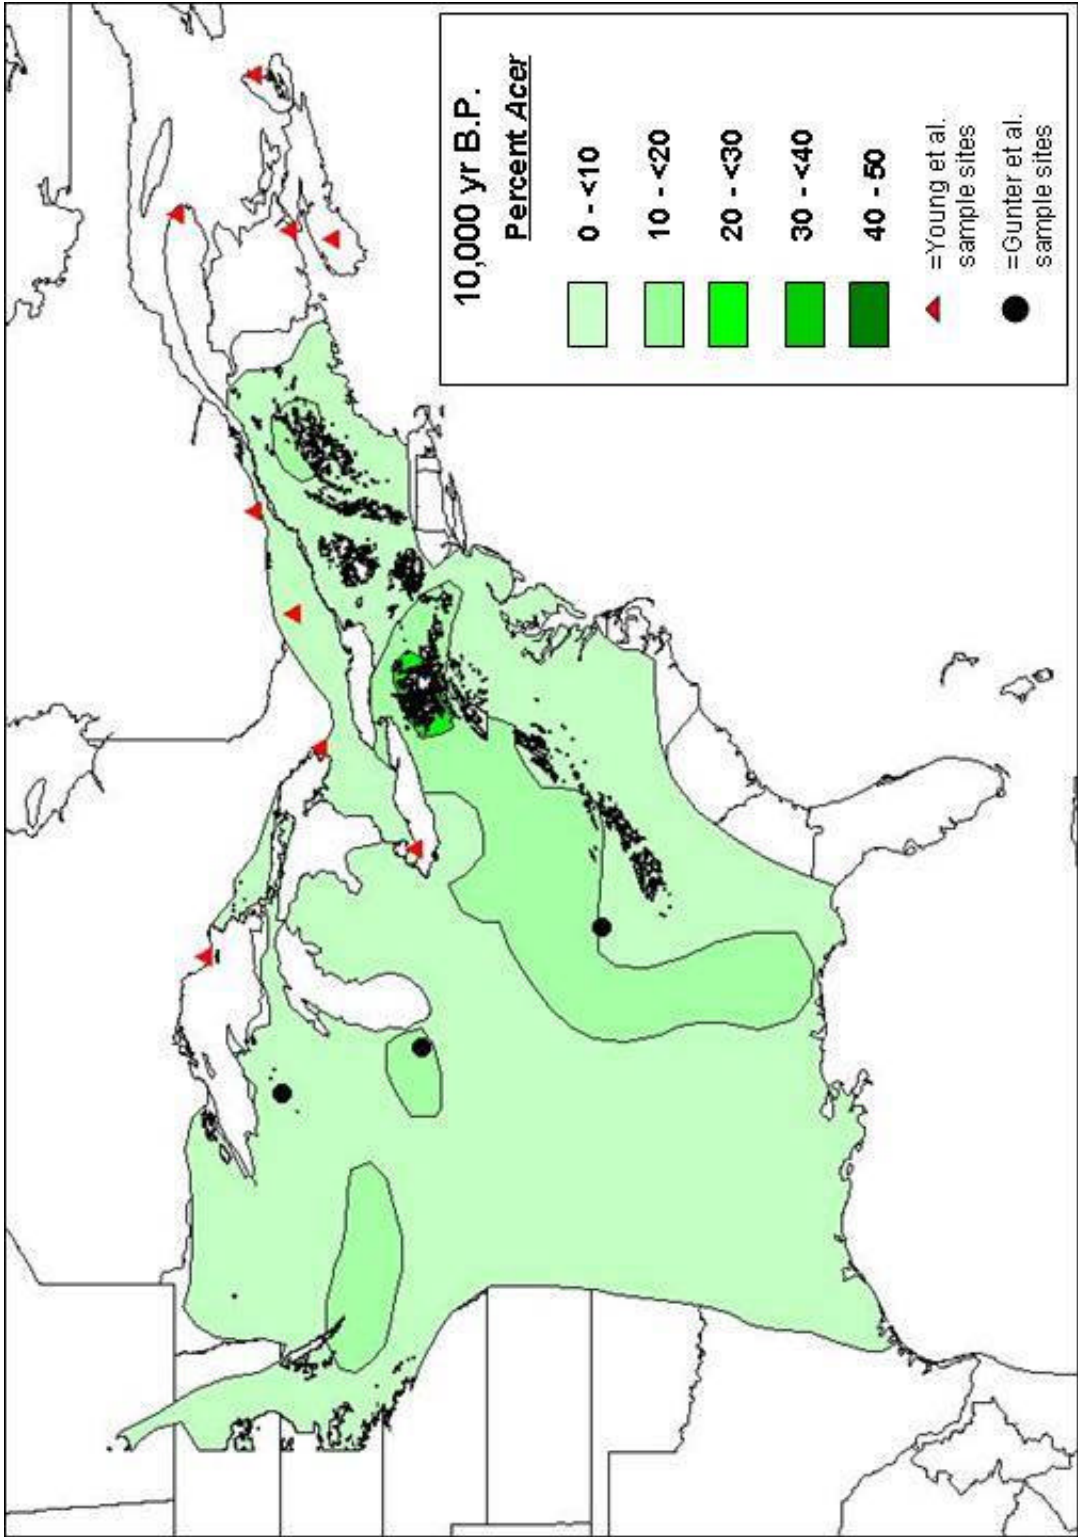 10,000 yr B.P.
Percent Acer
0 - <10
10 - <20
20 - <30
30 - <40
40 - 50
=Young et al.
sample sites
=Gunter et al.
sample sites